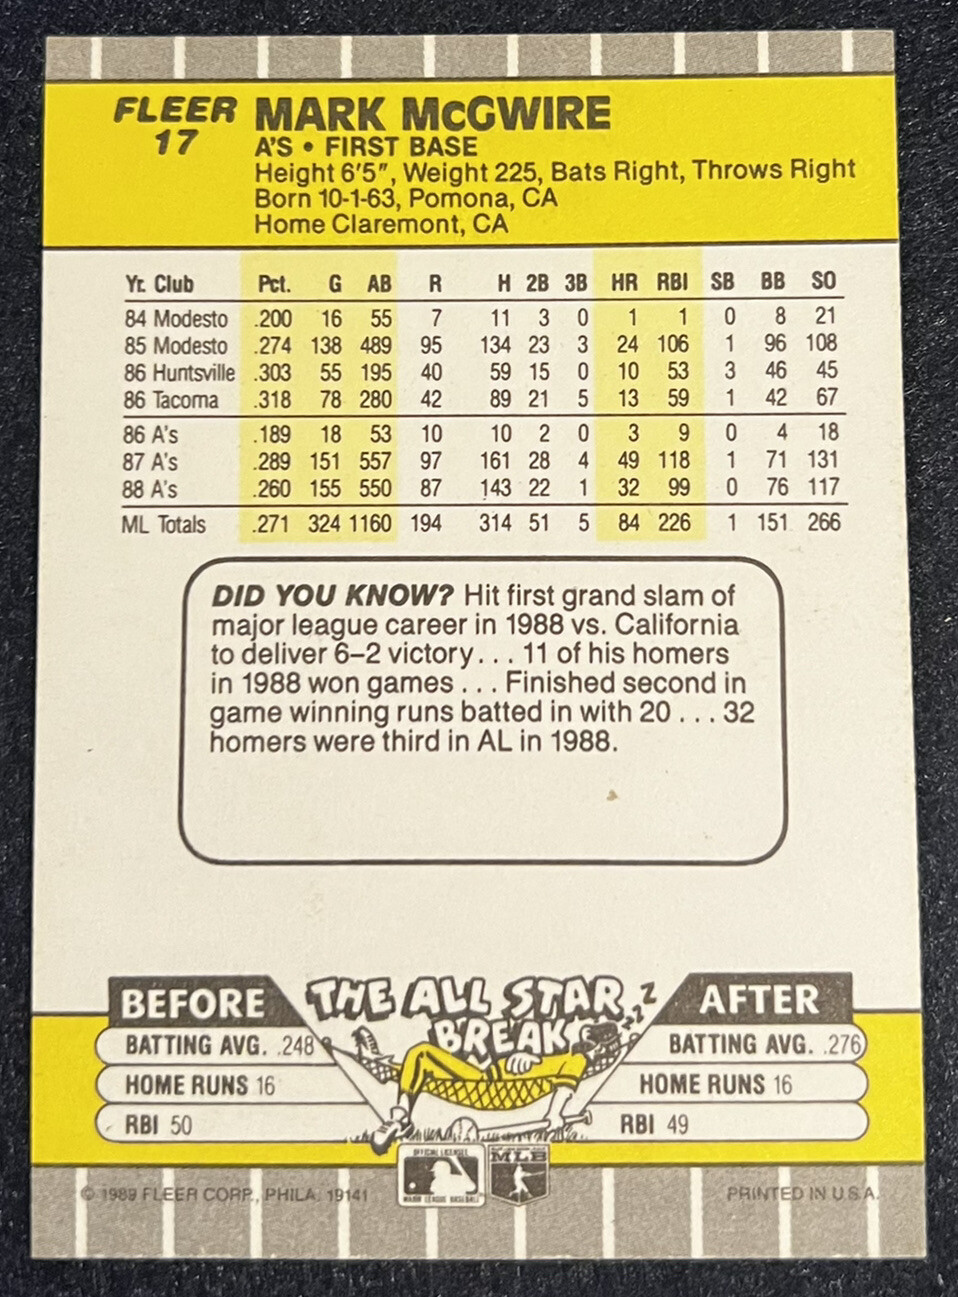 FLEER
17
MARK McGWIRE
A'S • FIRST BASE
Height 6'5", Weight 225, Bats Right, Throws Right
Born 10-1-63, Pomona, CA
Home Claremont, CA
Yr. Club Pct. G AB R H 2B 3B HR RBI SB BB SO
84 Modesto .200 16 55 7 11 3 0 1 1 0 8 21
85 Modesto .274 138 489 95 134 23 3 24 106 1 96 108
86 Huntsville .303 55 195 40 59 15 0 10 53 3 46 45
86 Tacoma .318 78 280 42 89 21 5 13 59 1 42 67
86 A's .189 18 53 10 10 2 0 3 9 0 4 18
87 A's .289 151 557 97 161 28 4 49 118 1 71 131
88 A's .260 155 550 87 143 22 1 32 99 0 76 117
ML Totals .271 324 1160 194 314 51 5 84 226 1 151 266
DID YOU KNOW? Hit first grand slam of
major league career in 1988 vs. California
to deliver 6–2 victory... 11 of his homers
in 1988 won games ... Finished second in
game winning runs batted in with 20 ... 32
homers were third in AL in 1988.
THE ALL STAR
BREAK
Z
Z
Z
BEFORE
BATTING AVG. .248
HOME RUNS 16
RBI 50
AFTER
BATTING AVG. .276
HOME RUNS 16
RBI 49
OFFICIAL LICENSEE
MAJOR LEAGUE BASEBALL
MLB
© 1989 FLEER CORP., PHILA. 19141
PRINTED IN U.S.A.